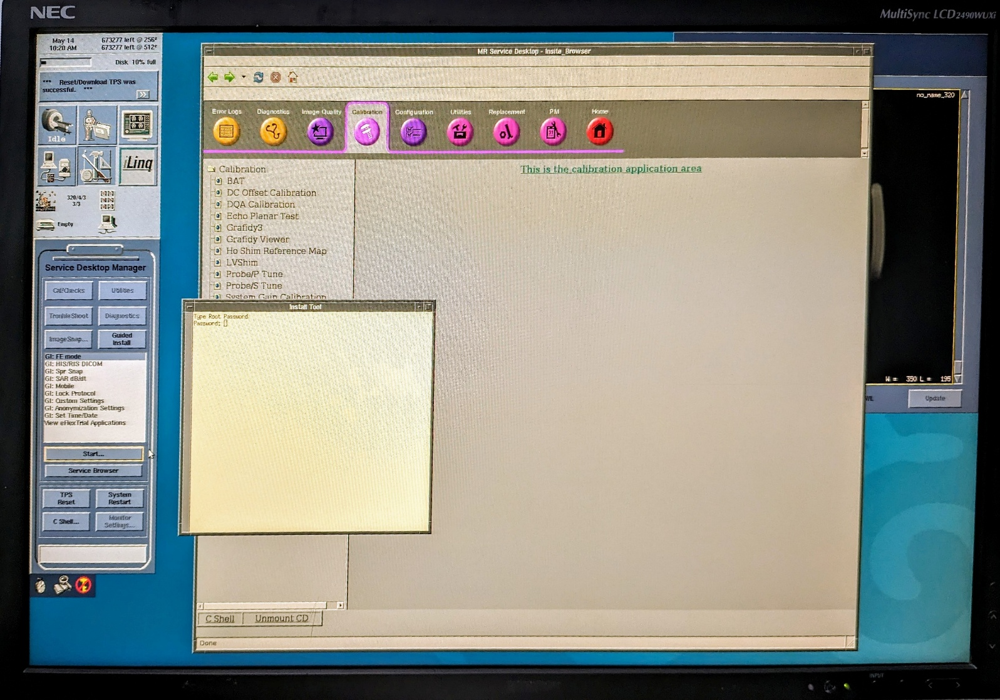 NEC
MultiSync LCD2490WUXi
May 14
10:20 AM
673277 left @ 256²
673277 left @ 512²
Disk 10% full
*** Reset/Download TPS was
successful. ***
>>
Idle
iLinq
320/4/3
3/3
Empty
Service Desktop Manager
Cal/Checks
Utilities
TroubleShoot
Diagnostics
Image Snap...
Guided
Install
GI: FE mode
GI: HIS/RIS DICOM
GI: Spr Snap
GI: SAR dB/dt
GI: Mobile
GI: Lock Protocol
GI: Custom Settings
GI: Anonymization Settings
GI: Set Time/Date
View eFlexTrial Applications
Start...
Service Browser
TPS
Reset
System
Restart
C Shell...
Monitor
Settings...
MR Service Desktop - Insite_Browser
Error Logs
Diagnostics
Image Quality
Calibration
Configuration
Utilities
Replacement
PM
Home
Calibration
BAT
DC Offset Calibration
DQA Calibration
Echo Planar Test
Grafidy3
Grafidy Viewer
Ho Shim Reference Map
LVShim
Probe/P Tune
Probe/S Tune
System Gain Calibration
This is the calibration application area
Install Tool
Type Root Password
Password:
C Shell
Unmount CD
Done
no_name_320
W = 350 L = 195
W/L
Update
INPUT